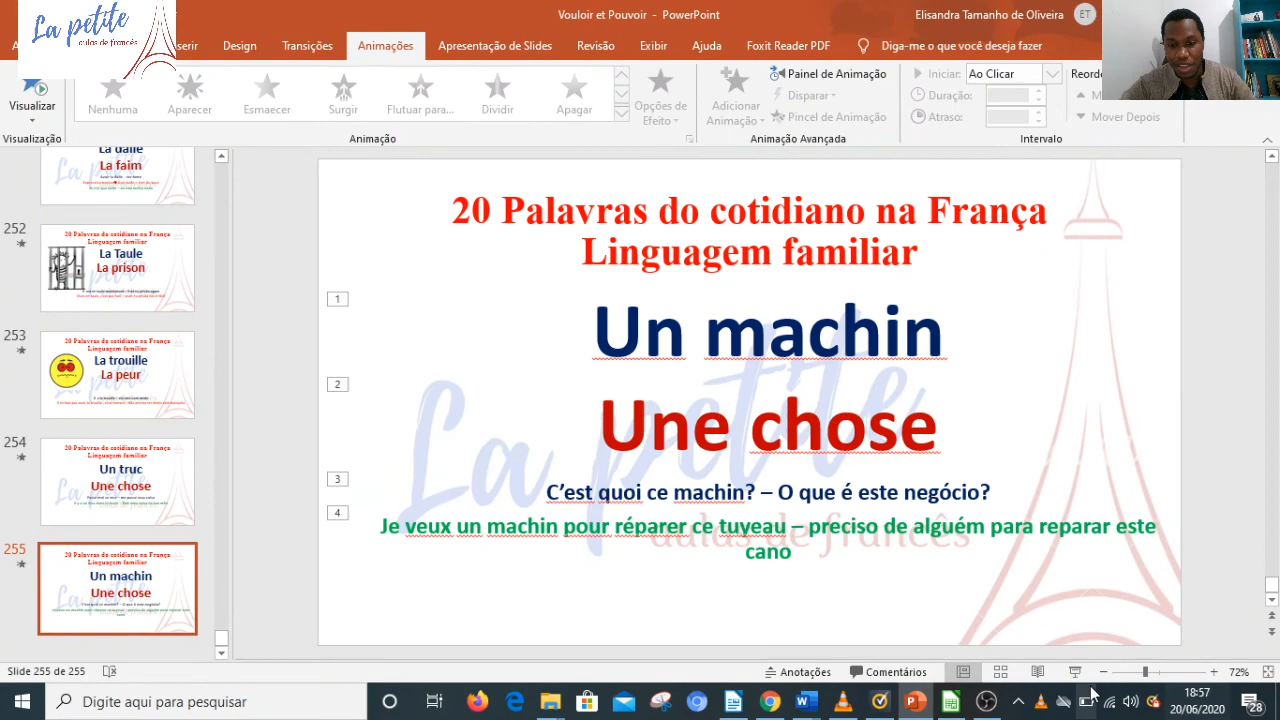 La petite
aulas de francês
Vouloir et Pouvoir - PowerPoint
Elisandra Tamanho de Oliveira
ET
Design
Transições
Animações
Apresentação de Slides
Revisão
Exibir
Ajuda
Foxit Reader PDF
Diga-me o que você deseja fazer
Visualizar
Nenhuma
Aparecer
Esmaecer
Surgir
Flutuar para...
Dividir
Apagar
Opções de
Efeito
Adicionar
Animação
Painel de Animação
Disparar
Pincel de Animação
Iniciar:
Ao Clicar
Duração:
Atraso:
Mover Depois
Visualização
Animação
Animação Avançada
Intervalo
La dalle
La faim
252
20 Palavras do cotidiano na França
Linguagem familiar
La Taule
La prison
253
20 Palavras do cotidiano na França
Linguagem familiar
La trouille
La peur
254
20 Palavras do cotidiano na França
Linguagem familiar
Un truc
Une chose
255
20 Palavras do cotidiano na França
Linguagem familiar
Un machin
Une chose
20 Palavras do cotidiano na França
Linguagem familiar
1
Un machin
2
Une chose
3
C’est quoi ce machin? – O que é este negócio?
4
Je veux un machin pour réparer ce tuyeau – preciso de alguém para reparar este
cano
La petite
aulas de francês
Slide 255 de 255
Anotações
Comentários
72%
Digite aqui para pesquisar
18:57
20/06/2020
28